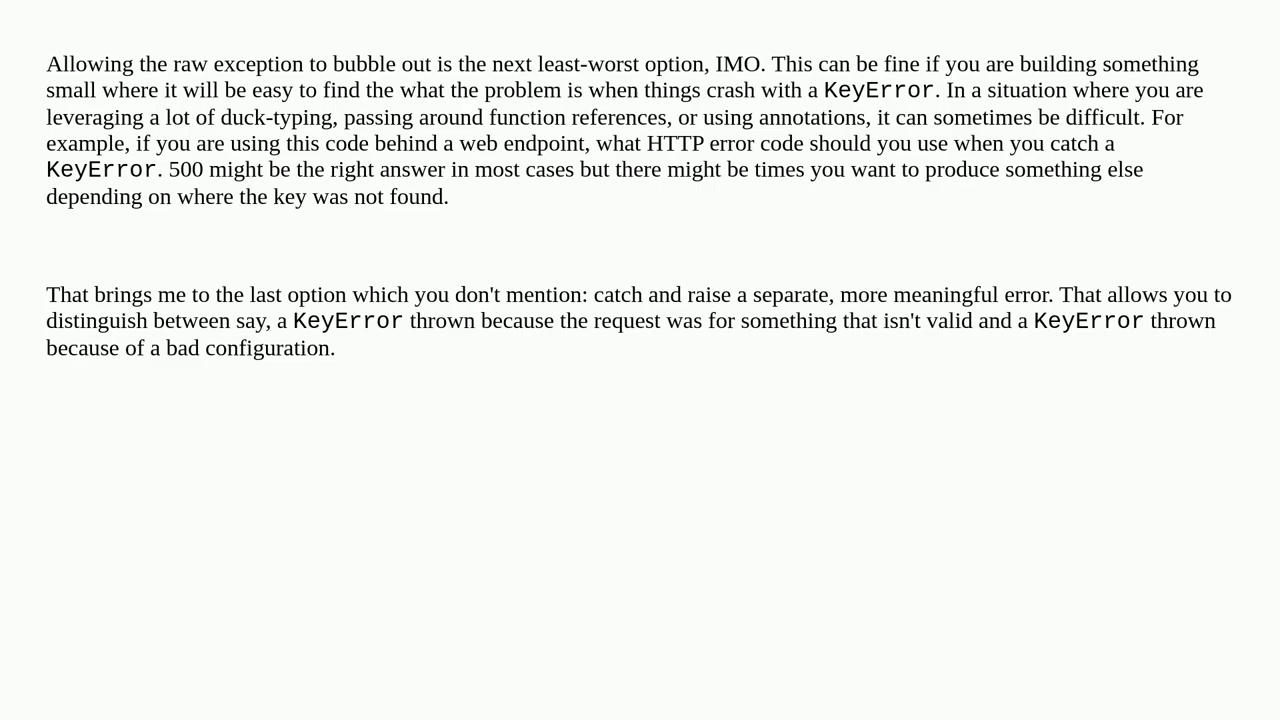 Allowing the raw exception to bubble out is the next least-worst option, IMO. This can be fine if you are building something
small where it will be easy to find the what the problem is when things crash with a KeyError. In a situation where you are
leveraging a lot of duck-typing, passing around function references, or using annotations, it can sometimes be difficult. For
example, if you are using this code behind a web endpoint, what HTTP error code should you use when you catch a
KeyError. 500 might be the right answer in most cases but there might be times you want to produce something else
depending on where the key was not found.
That brings me to the last option which you don't mention: catch and raise a separate, more meaningful error. That allows you to
distinguish between say, a KeyError thrown because the request was for something that isn't valid and a KeyError thrown
because of a bad configuration.